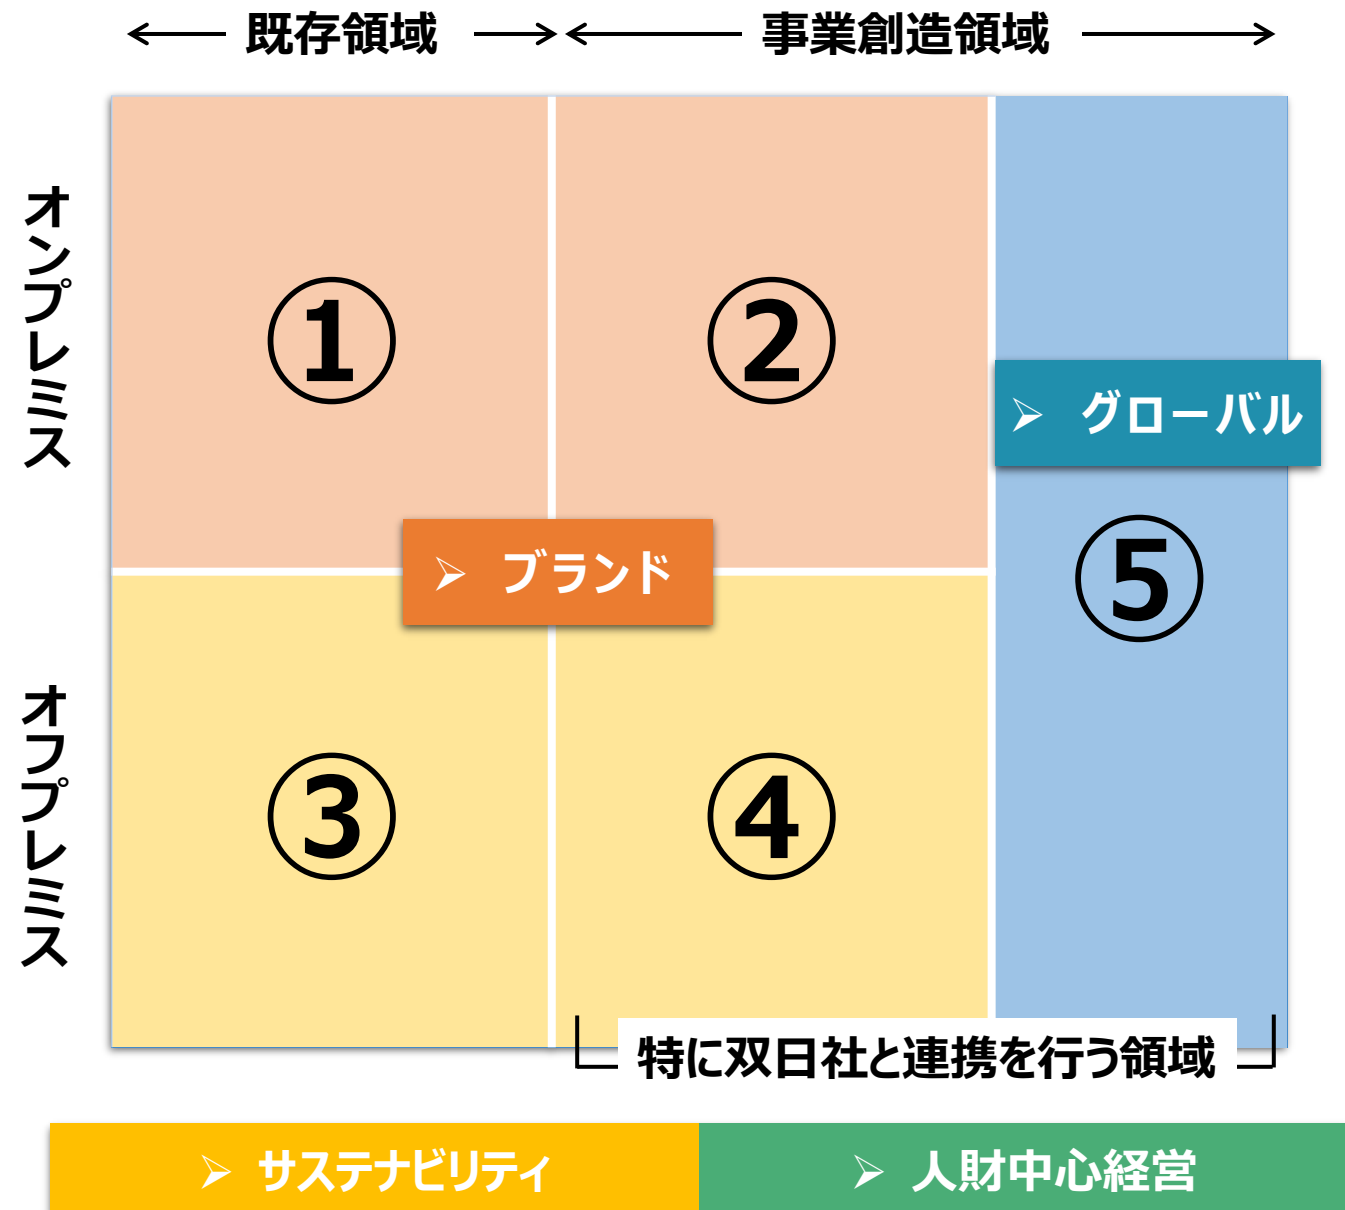 既存領域
事業創造領域
オンプレミス
①
②
➢ グローバル
➢ ブランド
⑤
オフプレミス
③
④
特に双日社と連携を行う領域
➢ サステナビリティ
➢ 人財中心経営